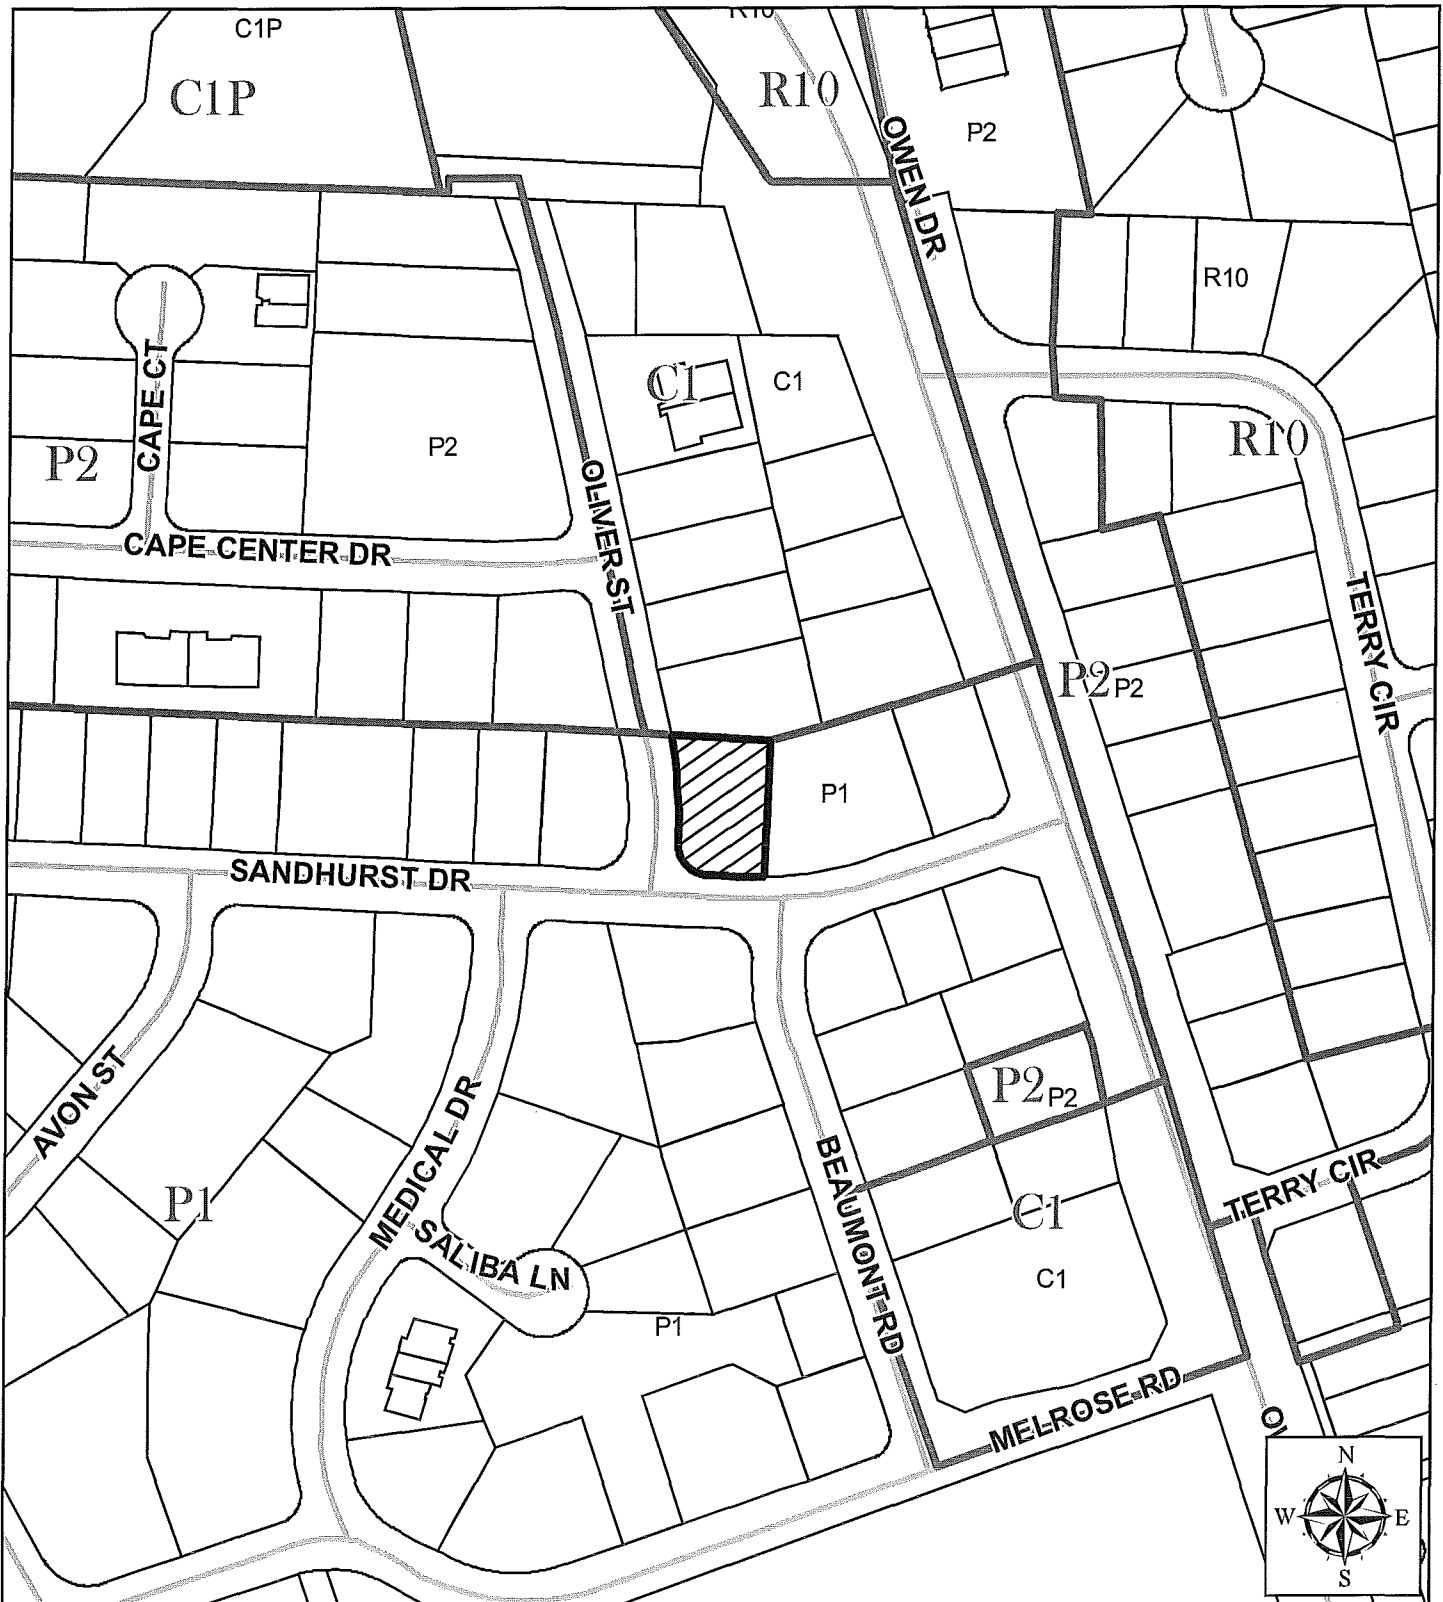 C1P
R10
C1P
R10
P2
OWEN DR
R10
CAPE CT
C1
C1
P2
P2
R10
OLIVER ST
CAPE CENTER DR
TERRY CIR
P2
P2
P1
SANDHURST DR
AVON ST
MEDICAL DR
P2
P2
P1
BEAUMONT RD
TERRY CIR
SALIBA LN
C1
C1
P1
MELROSE RD
N
W
E
S